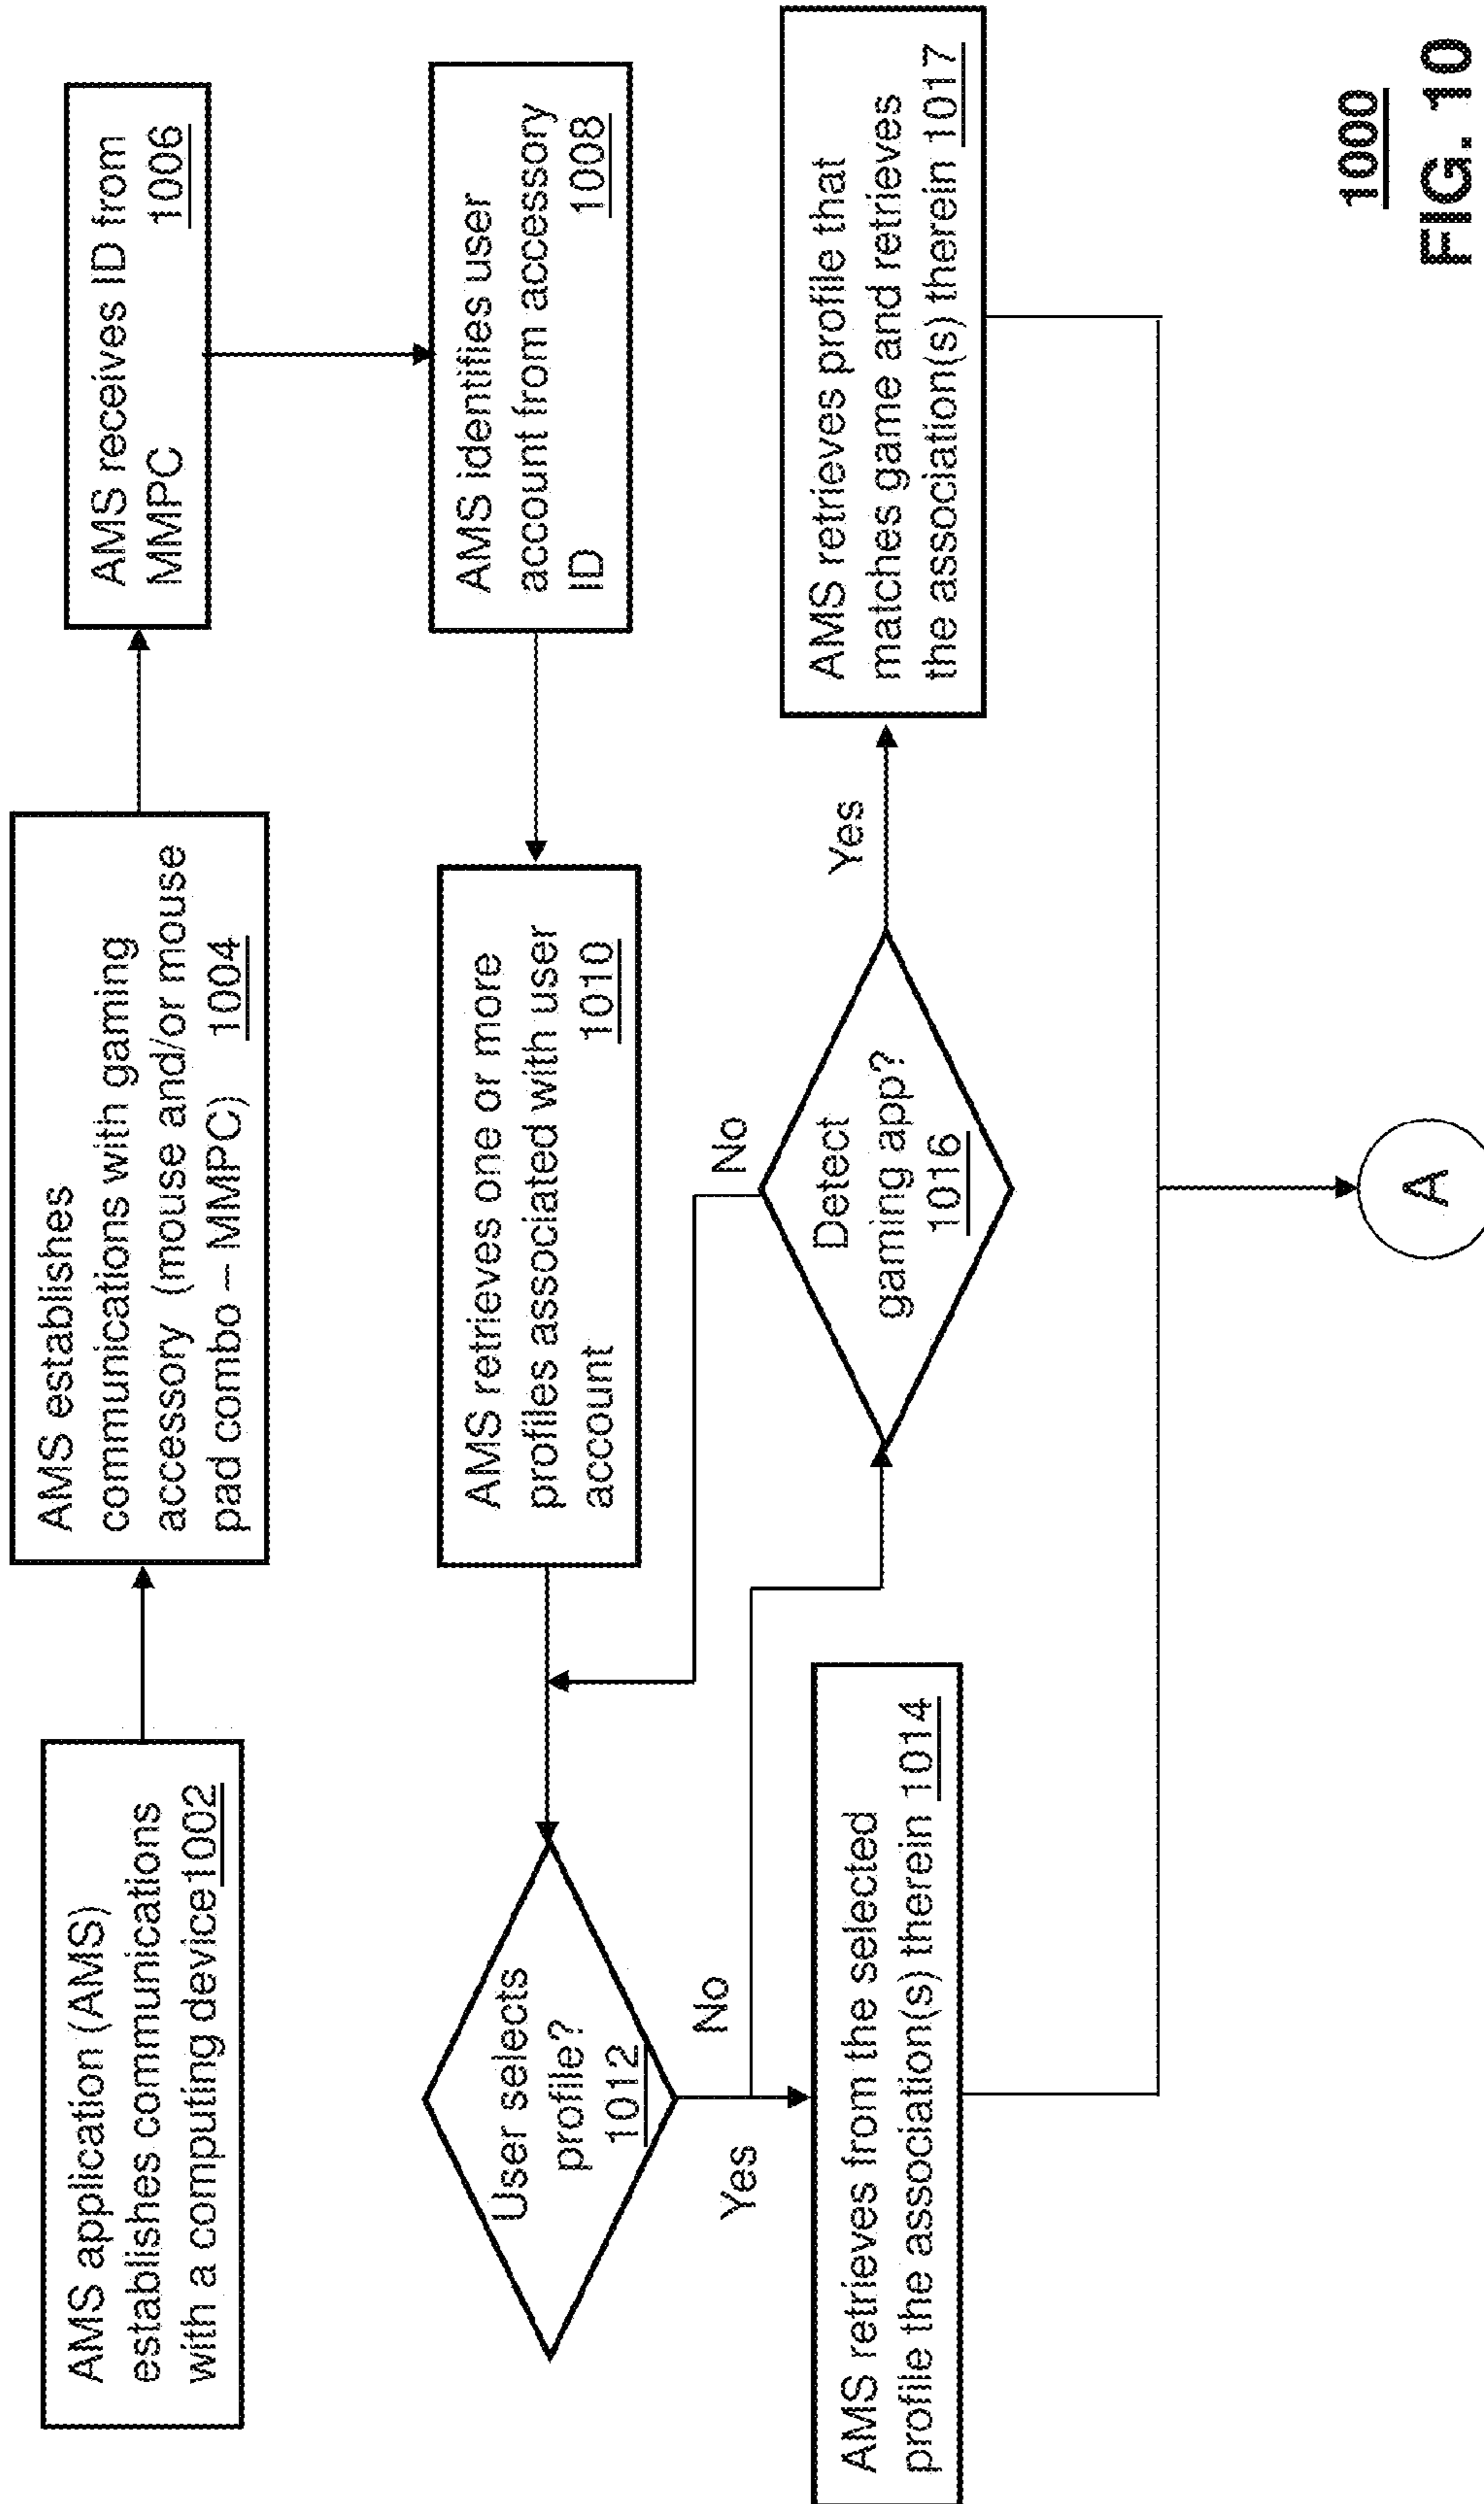 AMS application (AMS)
establishes communications
with a computing device 1002
AMS establishes
communications with gaming
accessory (mouse and/or mouse
pad combo – MMPC) 1004
AMS receives ID from
MMPC 1006
AMS identifies user
account from accessory
ID 1008
AMS retrieves one or more
profiles associated with user
account 1010
User selects
profile?
1012
Yes
No
AMS retrieves from the selected
profile the association(s) therein 1014
Detect
gaming app?
1016
No
Yes
AMS retrieves profile that
matches game and retrieves
the association(s) therein 1017
A
1000
FIG. 10